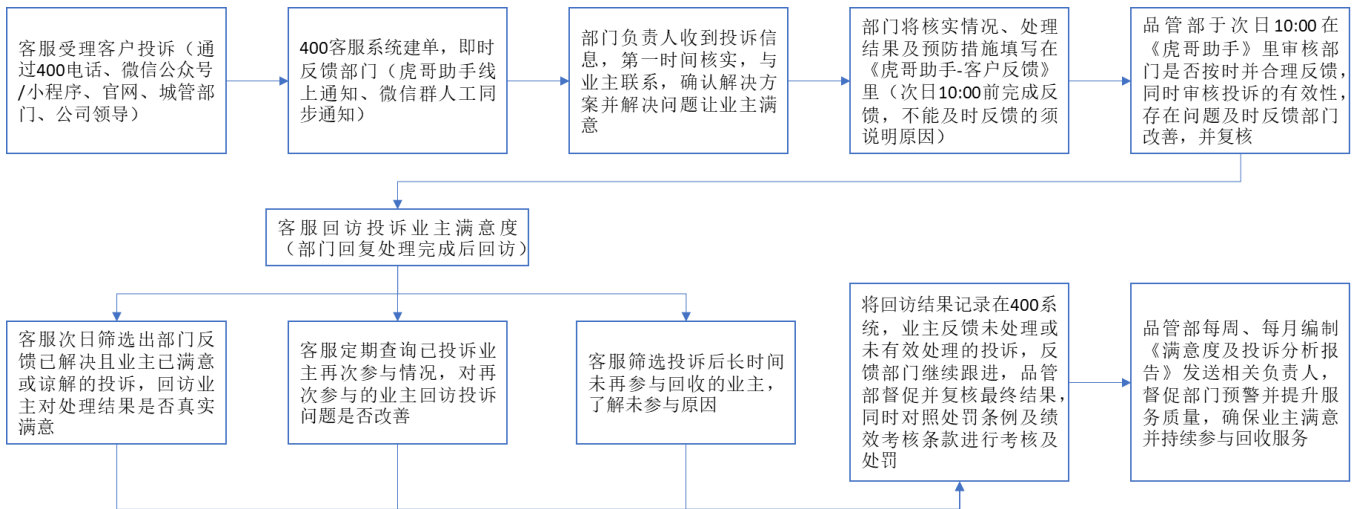 客服受理客户投诉（通
过400电话、微信公众号
/小程序、官网、城管部
门、公司领导）
400客服系统建单，即时
反馈部门（虎哥助手线
上通知、微信群人工同
步通知）
部门负责人收到投诉信
息，第一时间核实，与
业主联系，确认解决方
案并解决问题让业主满
意
部门将核实情况、处理
结果及预防措施填写在
《虎哥助手-客户反馈》
里（次日10:00前完成反
馈，不能及时反馈的须
说明原因）
品管部于次日10:00在
《虎哥助手》里审核部
门是否按时并合理反馈，
同时审核投诉的有效性，
存在问题及时反馈部门
改善，并复核
客服回访投诉业主满意度
（部门回复处理完成后回访）
客服次日筛选出部门反
馈已解决且业主已满意
或谅解的投诉，回访业
主对处理结果是否真实
满意
客服定期查询已投诉业
主再次参与情况，对再
次参与的业主回访投诉
问题是否改善
客服筛选投诉后长时间
未再参与回收的业主，
了解未参与原因
将回访结果记录在400系
统，业主反馈未处理或
未有效处理的投诉，反
馈部门继续跟进，品管
部督促并复核最终结果，
同时对照处罚条例及绩
效考核条款进行考核及
处罚
品管部每周、每月编制
《满意度及投诉分析报
告》发送相关负责人，
督促部门预警并提升服
务质量，确保业主满意
并持续参与回收服务